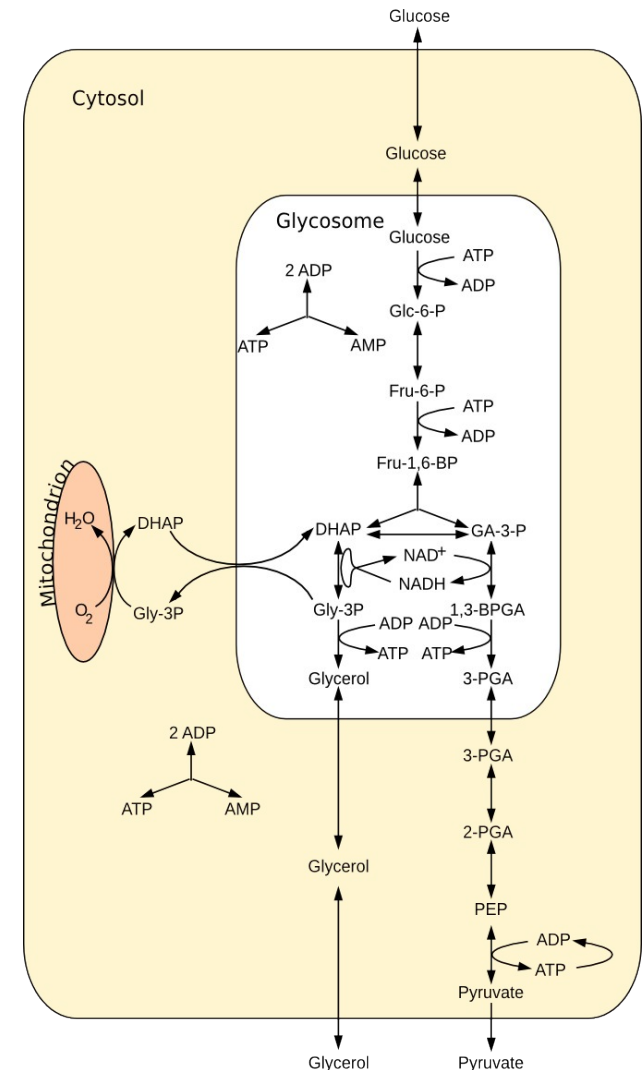 Glucose
Cytosol
Glucose
Glycosome
Glucose
ATP
2 ADP
ADP
Glc-6-P
ATP
AMP
Fru-6-P
ATP
ADP
Fru-1,6-BP
Mitochondrion
H2O
DHAP
DHAP
GA-3-P
NAD+
NADH
O2
Gly-3P
Gly-3P
1,3-BPGA
ADP
ADP
ATP
ATP
Glycerol
3-PGA
2 ADP
3-PGA
ATP
AMP
2-PGA
Glycerol
PEP
ADP
ATP
Pyruvate
Glycerol
Pyruvate